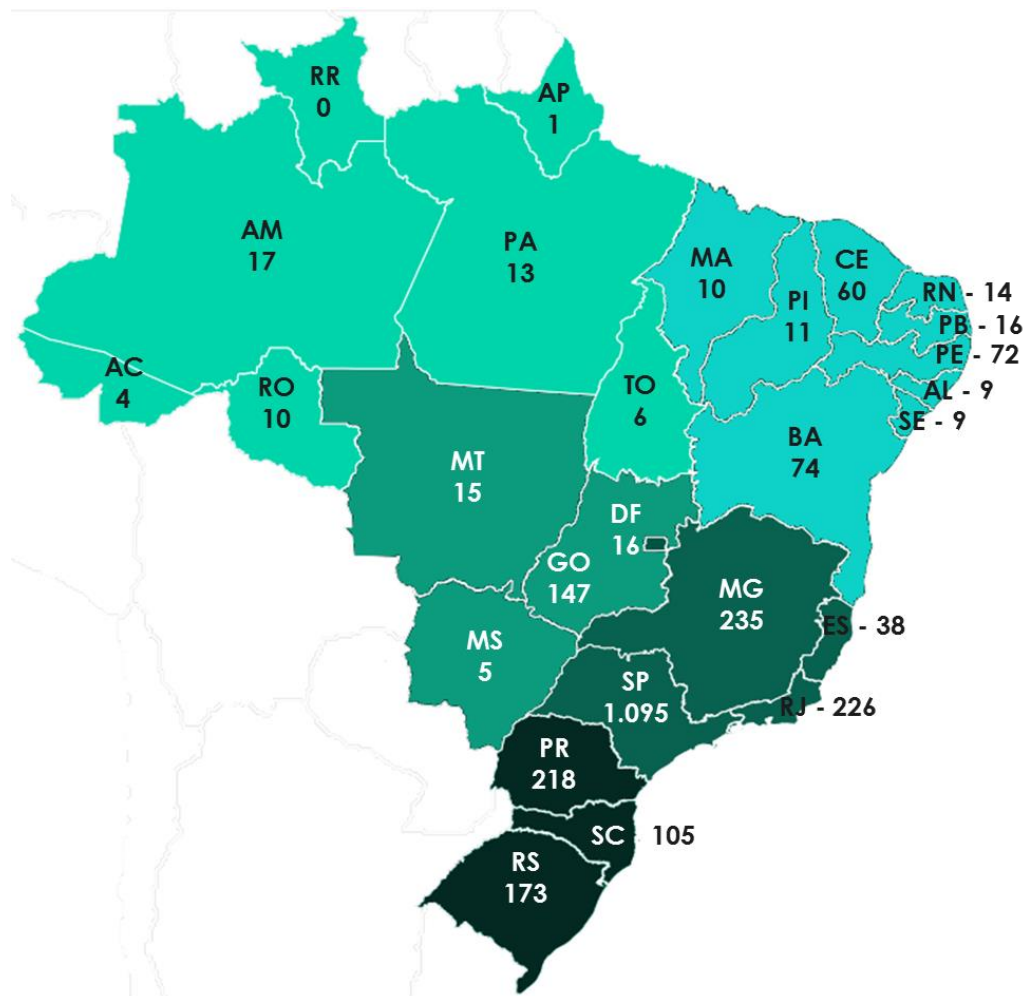 RR
0
AP
1
AM
17
PA
13
MA
10
PI
11
CE
60
RN - 14
PB - 16
PE - 72
AL - 9
SE - 9
AC
4
RO
10
TO
6
BA
74
MT
15
DF
16
GO
147
MG
235
ES - 38
MS
5
SP
1.095
RJ - 226
PR
218
SC 105
RS
173